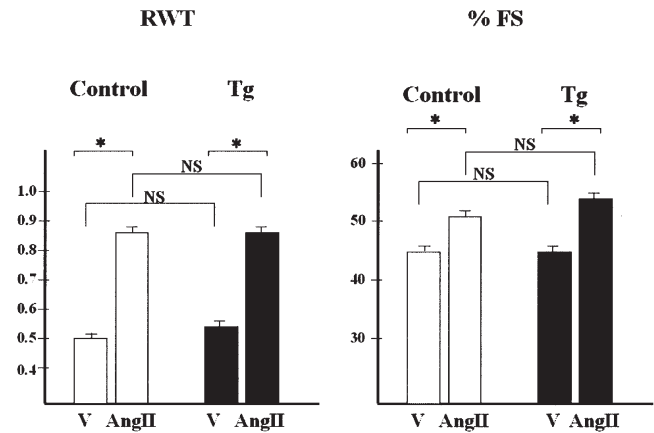 RWT
% FS
Control Tg
Control Tg
* *
* *
NS
NS
NS
NS
1.0
0.9
0.8
0.7
0.6
0.5
0.4
60
50
40
30
V AngII V AngII
V AngII V AngII